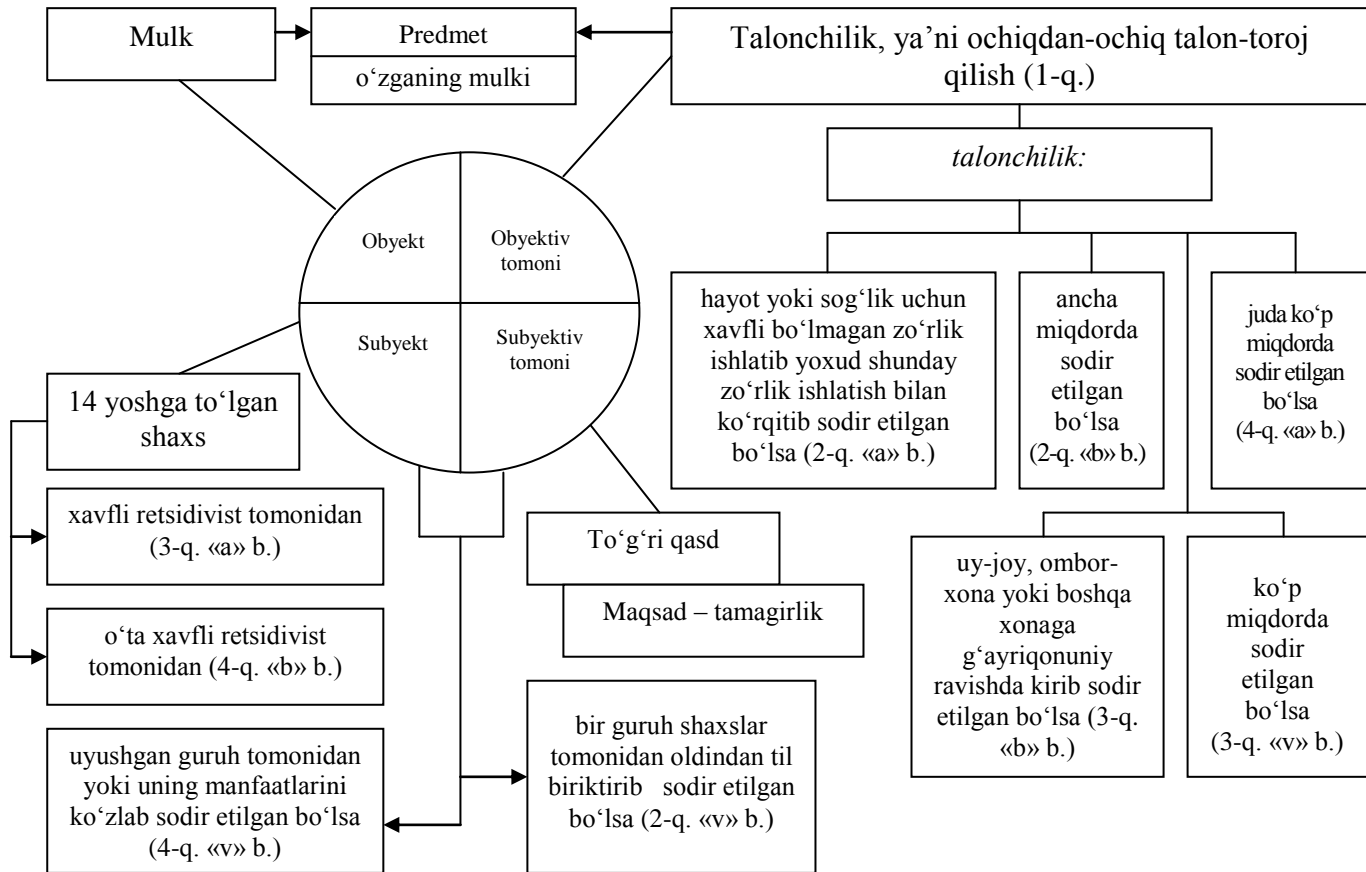 Mulk
Predmet
o‘zganing mulki
Talonchilik, ya’ni ochiqdan-ochiq talon-toroj
qilish (1-q.)
talonchilik:
Obyekt
Obyektiv
tomoni
Subyekt
Subyektiv
tomoni
hayot yoki sog‘lik uchun
xavfli bo‘lmagan zo‘rlik
ishlatib yoxud shunday
zo‘rlik ishlatish bilan
ko‘rqitib sodir etilgan
bo‘lsa (2-q. «a» b.)
ancha
miqdorda
sodir
etilgan
bo‘lsa
(2-q. «b» b.)
juda ko‘p
miqdorda
sodir etilgan
bo‘lsa
(4-q. «a» b.)
14 yoshga to‘lgan
shaxs
xavfli retsidivist tomonidan
(3-q. «a» b.)
o‘ta xavfli retsidivist
tomonidan (4-q. «b» b.)
uyushgan guruh tomonidan
yoki uning manfaatlarini
ko‘zlab sodir etilgan bo‘lsa
(4-q. «v» b.)
To‘g‘ri qasd
Maqsad – tamagirlik
bir guruh shaxslar
tomonidan oldindan til
biriktirib sodir etilgan
bo‘lsa (2-q. «v» b.)
uy-joy, ombor-
xona yoki boshqa
xonaga
g‘ayriqonuniy
ravishda kirib sodir
etilgan bo‘lsa (3-q.
«b» b.)
ko‘p
miqdorda
sodir
etilgan
bo‘lsa
(3-q. «v» b.)